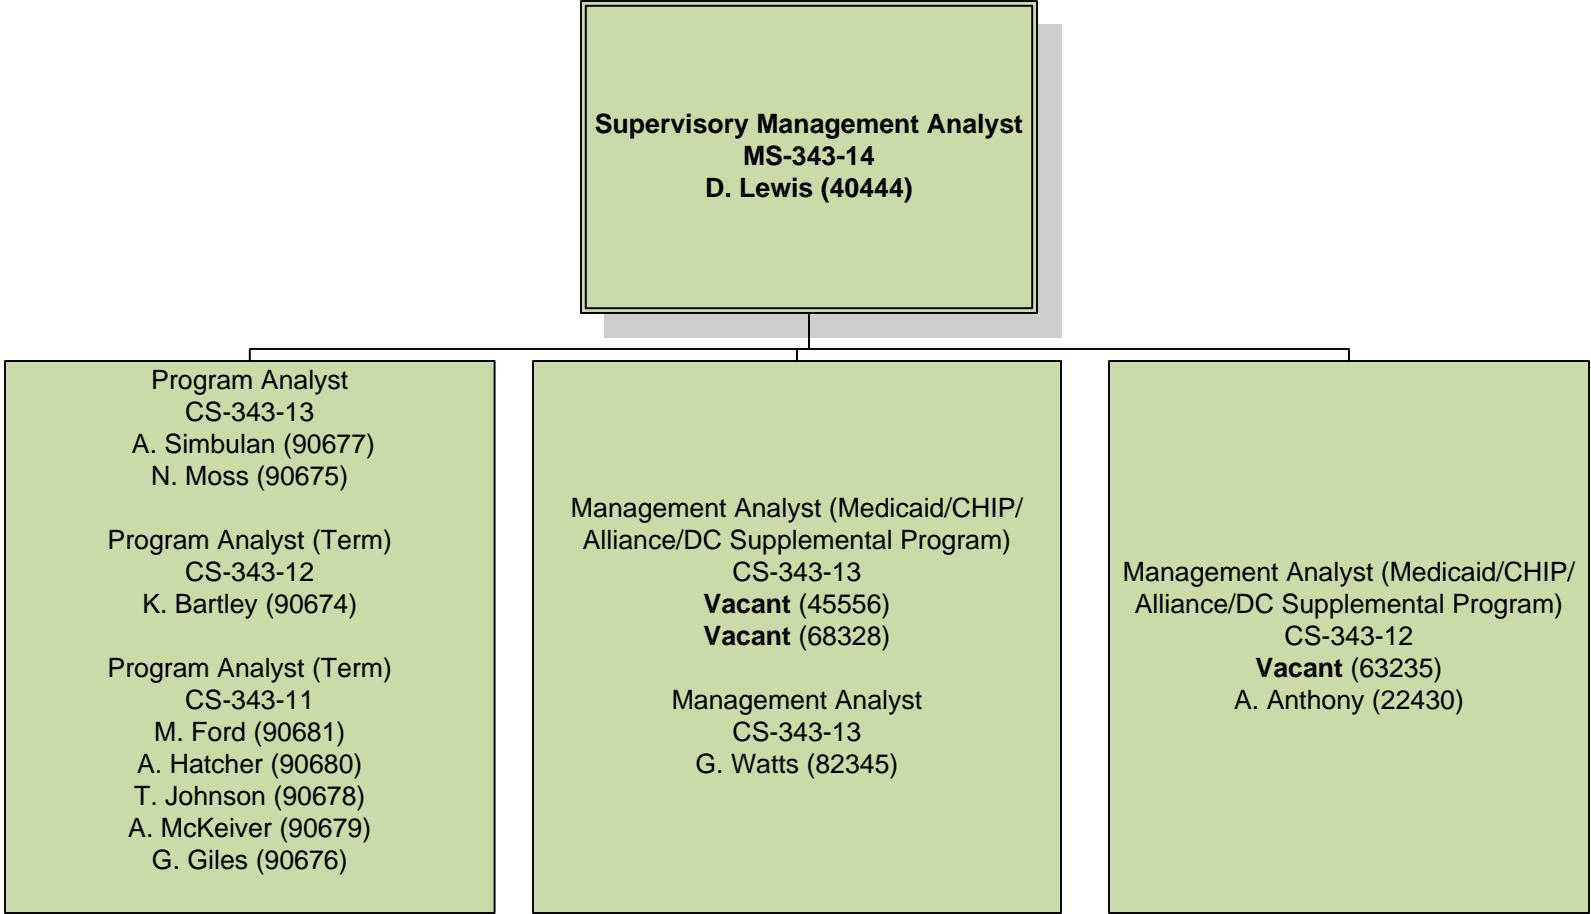 Supervisory Management Analyst
MS-343-14
D. Lewis (40444)
Program Analyst
CS-343-13
A. Simbulan (90677)
N. Moss (90675)
Program Analyst (Term)
CS-343-12
K. Bartley (90674)
Program Analyst (Term)
CS-343-11
M. Ford (90681)
A. Hatcher (90680)
T. Johnson (90678)
A. McKeiver (90679)
G. Giles (90676)
Management Analyst (Medicaid/CHIP/
Alliance/DC Supplemental Program)
CS-343-13
Vacant (45556)
Vacant (68328)
Management Analyst
CS-343-13
G. Watts (82345)
Management Analyst (Medicaid/CHIP/
Alliance/DC Supplemental Program)
CS-343-12
Vacant (63235)
A. Anthony (22430)